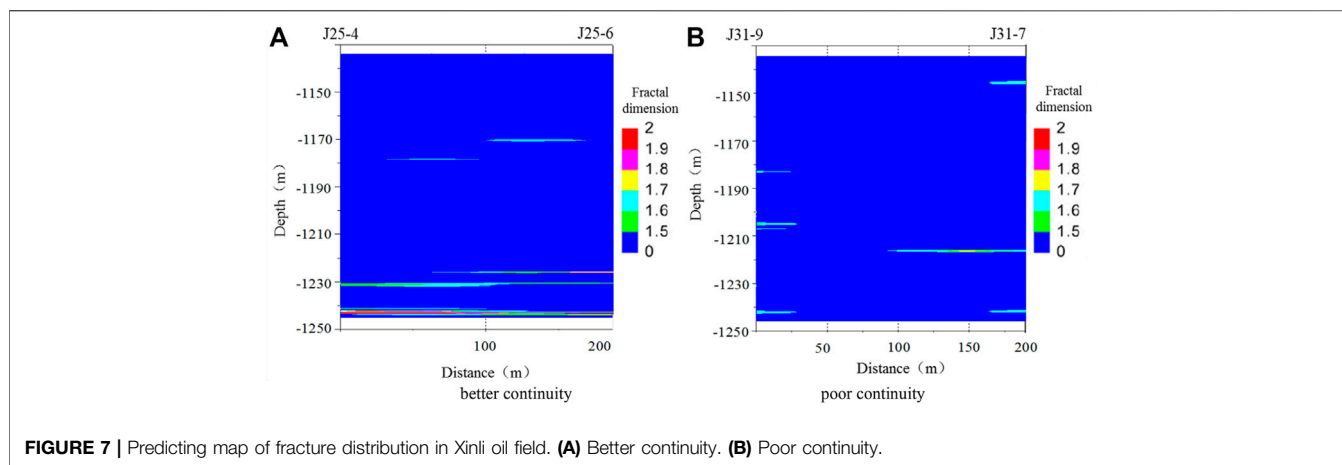 A
J25-4
J25-6
-1150
-1170
-1190
-1210
-1230
-1250
Depth（m）
100
200
Distance（m）
better continuity
Fractal
dimension
2
1.9
1.8
1.7
1.6
1.5
0
B
J31-9
J31-7
-1150
-1170
-1190
-1210
-1230
-1250
Depth（m）
50
100
150
200
Distance（m）
poor continuity
Fractal
dimension
2
1.9
1.8
1.7
1.6
1.5
0
FIGURE 7 | Predicting map of fracture distribution in Xinli oil field. (A) Better continuity. (B) Poor continuity.